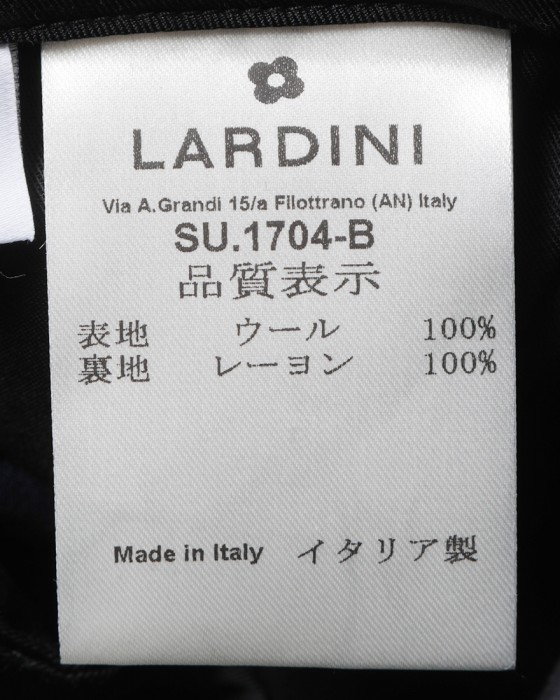 LARDINI
Via A.Grandi 15/a Filottrano (AN) Italy
SU.1704-B
品質表示
表地 ウール 100%
裏地 レーヨン 100%
Made in Italy イタリア製